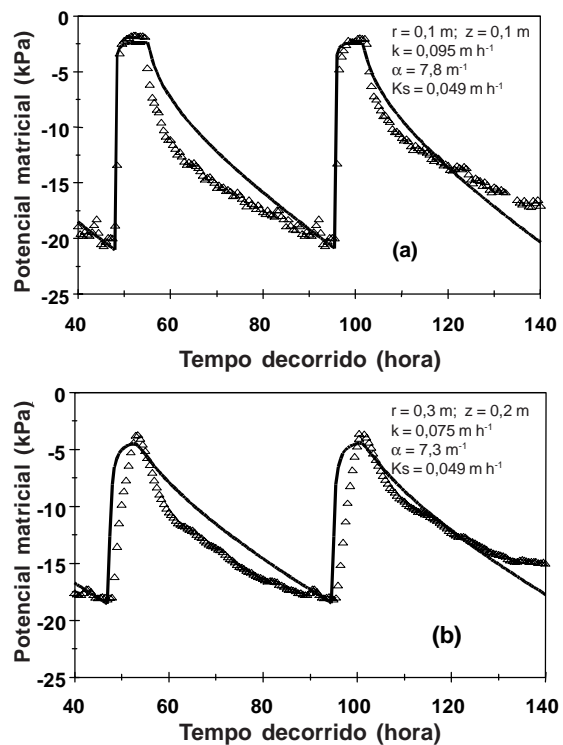 0
-5
-10
-15
-20
-25
Potencial matricial (kPa)
r = 0,1 m; z = 0,1 m
k = 0,095 m h⁻¹
α = 7,8 m⁻¹
Ks = 0,049 m h⁻¹
(a)
40 60 80 100 120 140
Tempo decorrido (hora)
0
-5
-10
-15
-20
-25
Potencial matricial (kPa)
r = 0,3 m; z = 0,2 m
k = 0,075 m h⁻¹
α = 7,3 m⁻¹
Ks = 0,049 m h⁻¹
(b)
40 60 80 100 120 140
Tempo decorrido (hora)